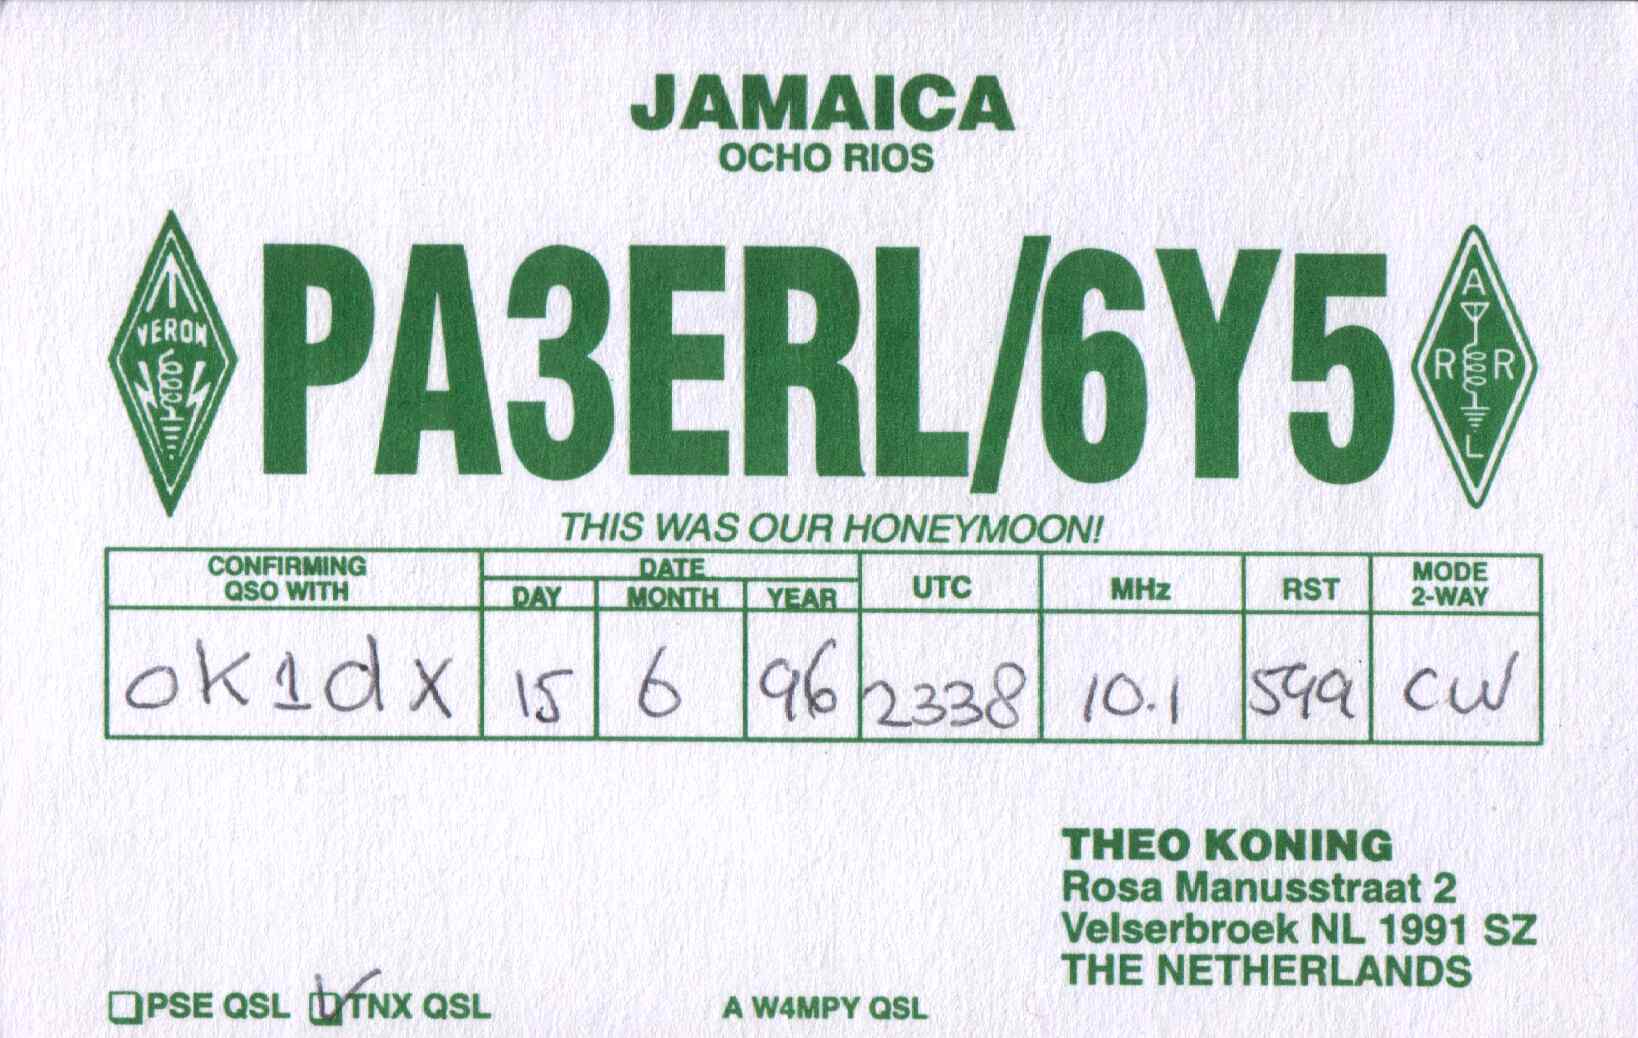 JAMAICA
OCHO RIOS
VERON
PA3ERL/6Y5
A
R R
L
THIS WAS OUR HONEYMOON!
CONFIRMING QSO WITH DATE DAY MONTH YEAR UTC MHz RST MODE 2-WAY
OK1dX 15 6 96 2338 10.1 599 CW
THEO KONING
Rosa Manusstraat 2
Velserbroek NL 1991 SZ
THE NETHERLANDS
PSE QSL TNX QSL A W4MPY QSL